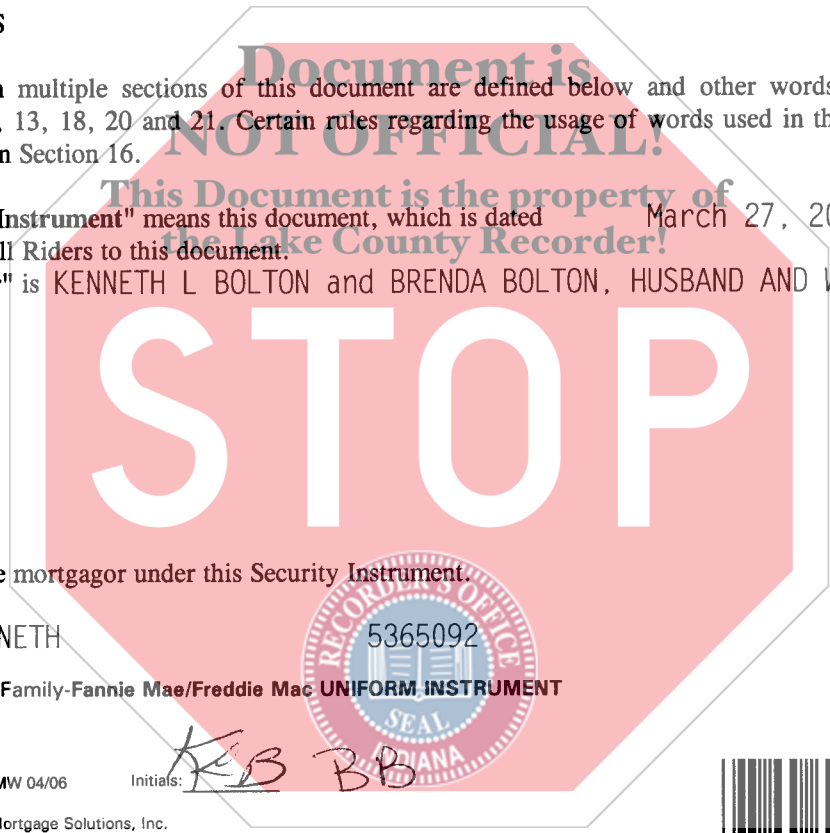 S
Document is
multiple sections of this document are defined below and other words
, 13, 18, 20 and 21. Certain rules regarding the usage of words used in th
NOT OFFICIAL!
n Section 16.
This Document is the property of
Instrument" means this document, which is dated March 27, 20
the Lake County Recorder!
ll Riders to this document.
" is KENNETH L BOLTON and BRENDA BOLTON, HUSBAND AND W
STOP
e mortgagor under this Security Instrument.
RECORDER'S OFFICE
NETH 5365092
Family-Fannie Mae/Freddie Mac UNIFORM INSTRUMENT
SEAL
INDIANA
MW 04/06 Initials: KLB BB
ortgage Solutions, Inc.